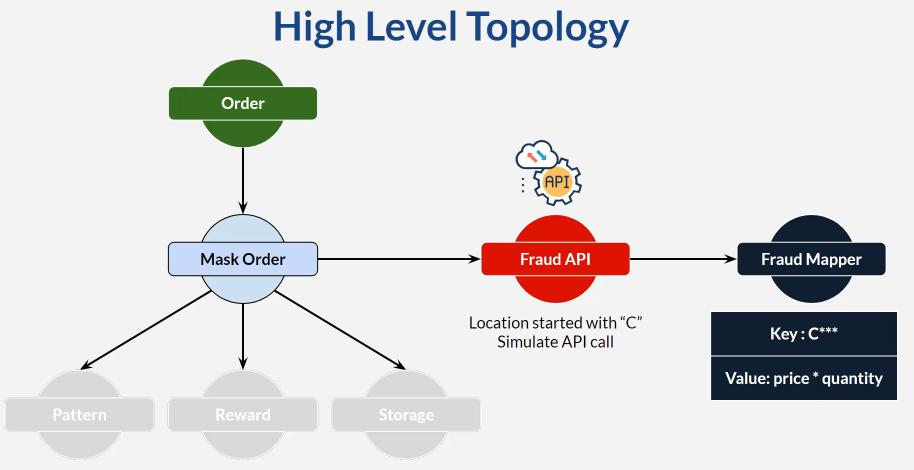 High Level Topology
Order
API
Mask Order
Fraud API
Fraud Mapper
Location started with “C”
Simulate API call
Key : C***
Value: price * quantity
Pattern
Reward
Storage